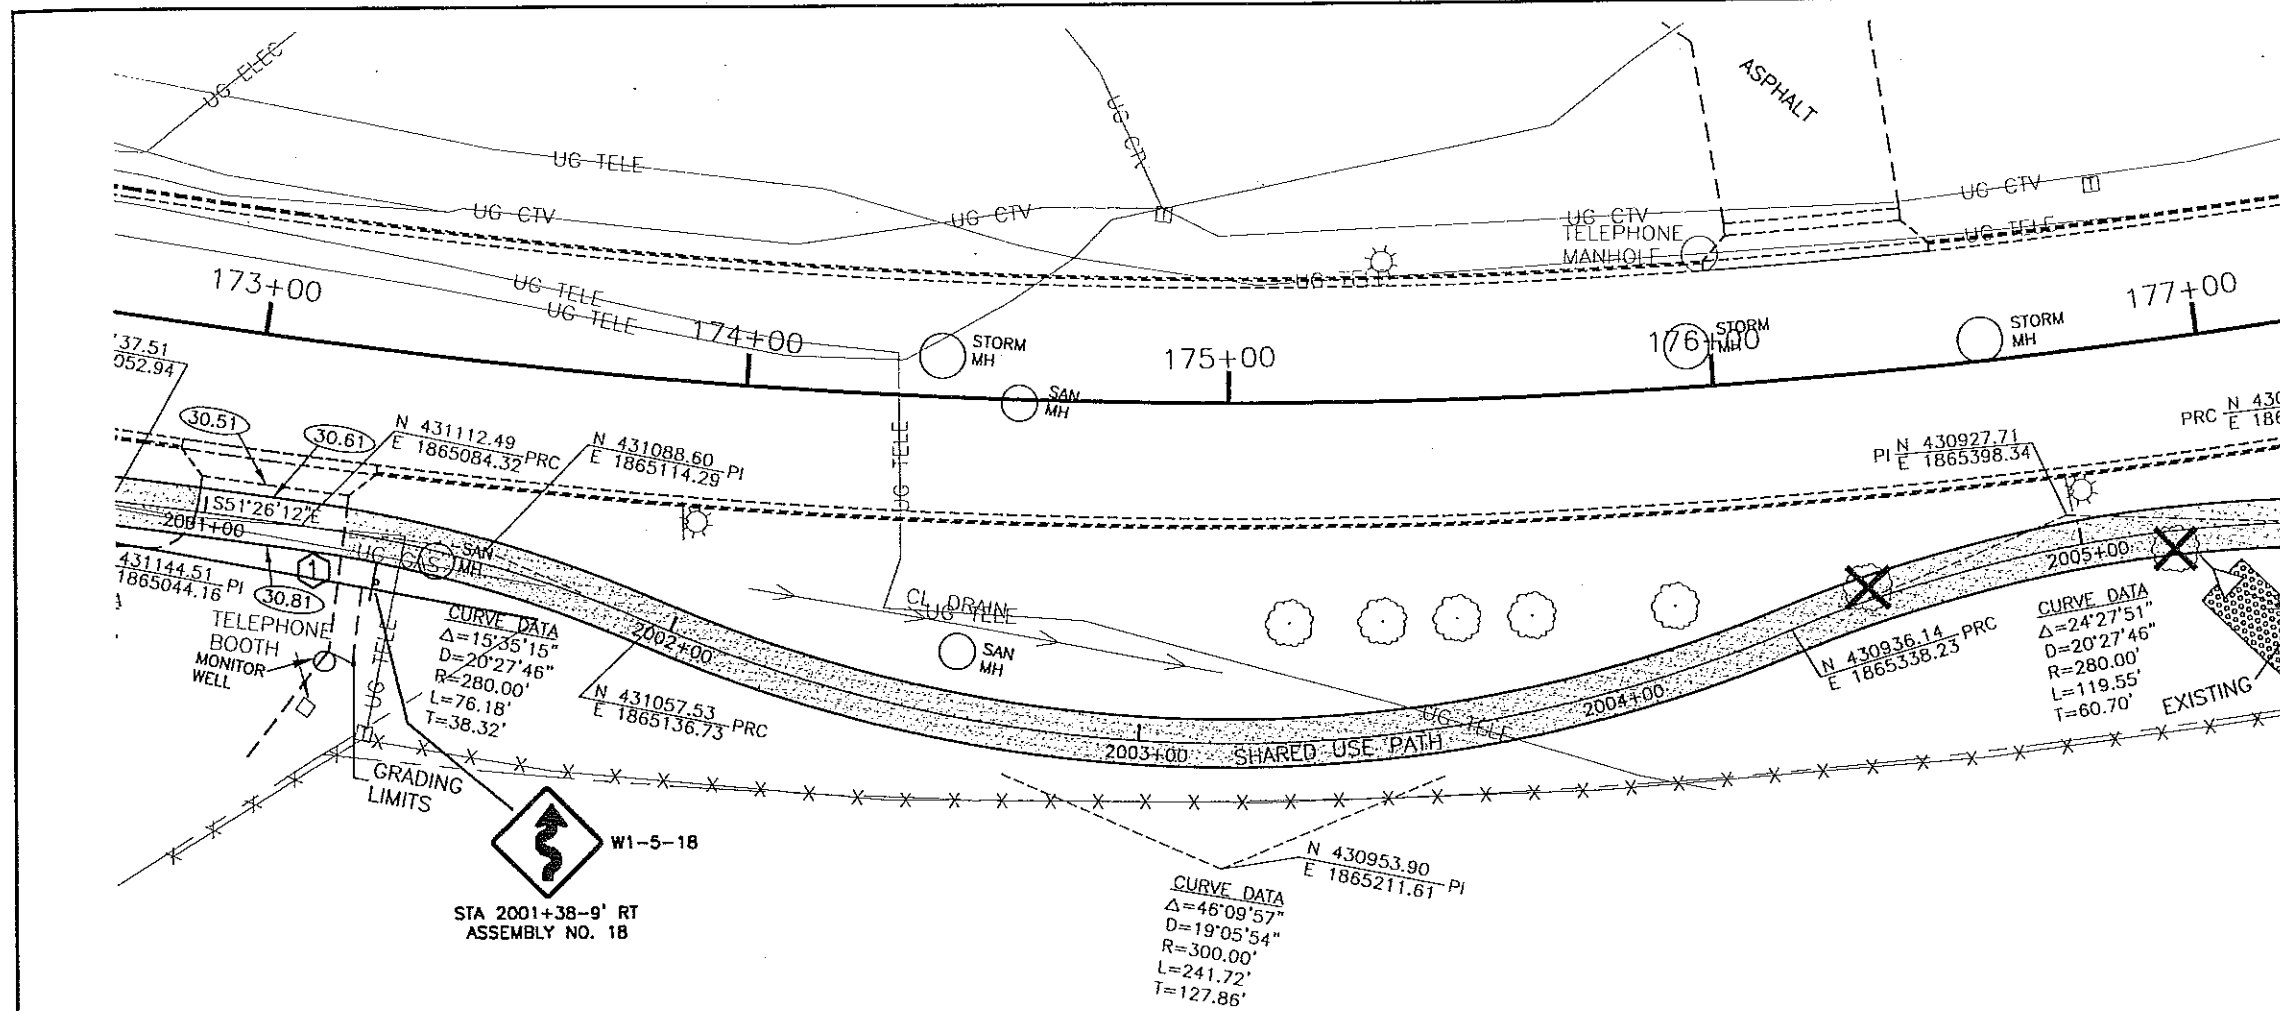 UG ELEC
UG TELE
UG CTV
UG CTV
UG CTV
ASPHALT
UG CTV
TELEPHONE
MANHOLE
UG CTV
T
UG TELE
UG TELE
173+00
UG TELE
UG TELE
174+00
STORM
MH
SAN
MH
175+00
176+00
STORM
MH
STORM
MH
177+00
'37.51
052.94
30.51
30.61
N 431112.49
E 1865084.32 PRC
N 431088.60
E 1865114.29 PI
UG TELE
PI N 430927.71
E 1865398.34
PRC N 430
E 186
S51°26'12"E
2001+00
431144.51 PI
1865044.16
1
30.81
UG GAS
SAN
MH
TELEPHONE
BOOTH
MONITOR
WELL
UG TELE
T
CURVE DATA
Δ=15°35'15"
D=20°27'46"
R=280.00'
L=76.18'
T=38.32'
2002+00
N 431057.53
E 1865136.73 PRC
CL DRAIN
UG TELE
SAN
MH
2003+00
SHARED USE PATH
UG TELE
2004+00
N 430936.14 PRC
E 1865338.23
2005+00
CURVE DATA
Δ=24°27'51"
D=20°27'46"
R=280.00'
L=119.55'
T=60.70'
EXISTING
GRADING
LIMITS
W1-5-18
STA 2001+38-9' RT
ASSEMBLY NO. 18
N 430953.90
E 1865211.61 PI
CURVE DATA
Δ=46°09'57"
D=19°05'54"
R=300.00'
L=241.72'
T=127.86'